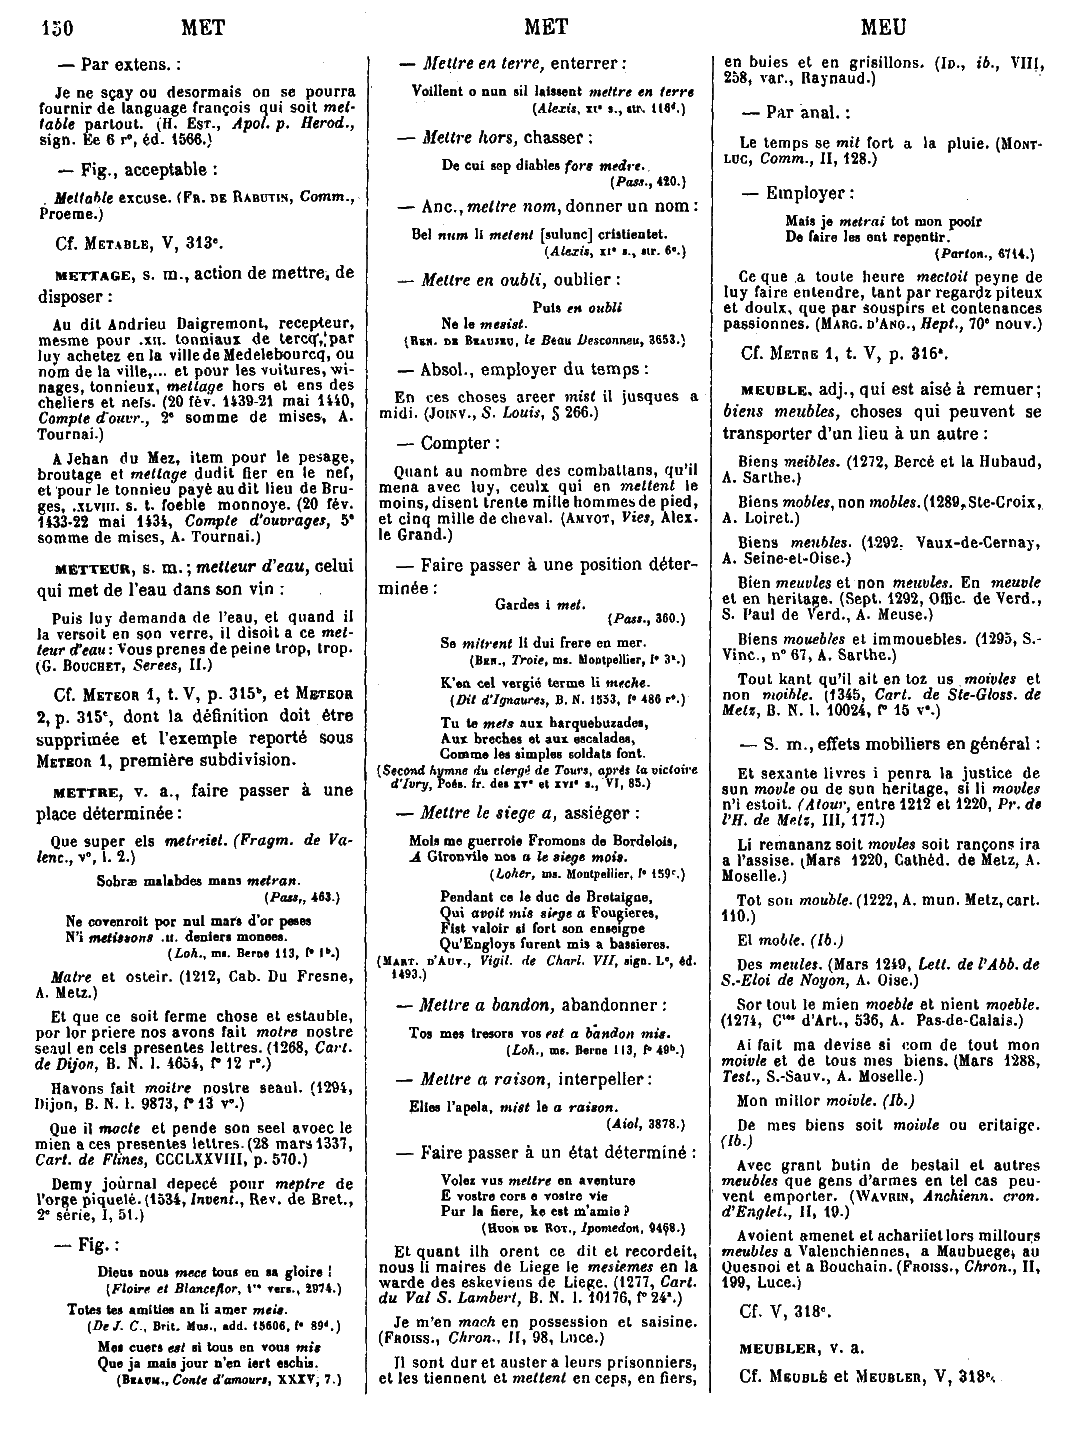 150 MET MET MEU
— Par extens. :
Je ne sçay ou desormais on se pourra
fournir de language françois qui soit met-
table partout. (H. Est., Apol. p. Herod.,
sign. Ee 6 r°, éd. 1566.)
— Fig., acceptable :
Mettable excuse. (Fr. de Rabutin, Comm.,
Proeme.)
Cf. Metable, V, 313ᶜ.
METTAGE, s. m., action de mettre, de
disposer :
Au dit Andrieu Daigremont, recepteur,
mesme pour .xii. tonniaux de tercq, par
luy achetez en la ville de Medelebourcq, ou
nom de la ville,... et pour les voitures, wi-
nages, tonnieux, mettage hors et ens des
cheliers et nefs. (20 fév. 1439-21 mai 1440,
Compte d'ouvr., 2ᵉ somme de mises, A.
Tournai.)
A Jehan du Mez, item pour le pesage,
broutage et mettage dudit fier en le nef,
et pour le tonnieu payé au dit lieu de Bru-
ges, .xlviii. s. t. foeble monnoye. (20 fév.
1433-22 mai 1434, Compte d'ouvrages, 5ᵉ
somme de mises, A. Tournai.)
METTEUR, s. m. ; metteur d'eau, celui
qui met de l'eau dans son vin :
Puis luy demanda de l'eau, et quand il
la versoit en son verre, il disoit a ce met-
teur d'eau : Vous prenes de peine trop, trop.
(G. Bouchet, Serees, II.)
Cf. Meteor 1, t. V, p. 315ᵇ, et Meteor
2, p. 315ᶜ, dont la définition doit être
supprimée et l'exemple reporté sous
Meteor 1, première subdivision.
METTRE, v. a., faire passer à une
place déterminée :
Que super els metreiet. (Fragm. de Va-
lenc., v°, l. 2.)
Sobræ malabdes mans metran.
(Pass., 463.)
Ne covenroit por nul mars d'or peses
N'i metissons .ii. deniers monees.
(Loh., ms. Berne 113, f° 1ᵇ.)
Matre et osteir. (1212, Cab. Du Fresne,
A. Metz.)
Et que ce soit ferme chose et estauble,
por lor priere nos avons fait motre nostre
seaul en cels presentes lettres. (1268, Cart.
de Dijon, B. N. l. 4654, f° 12 r°.)
Havons fait moitre nostre seaul. (1294,
Dijon, B. N. l. 9873, f° 13 v°.)
Que il macte et pende son seel avoec le
mien a ces presentes lettres. (28 mars 1337,
Cart. de Flines, CCCLXXVIII, p. 570.)
Demy journal depecé pour meptre de
l'orge piquelé. (1534, Invent., Rev. de Bret.,
2ᵉ série, I, 51.)
— Fig. :
Dieus nous mece tous en sa gloire !
(Floire et Blanceflor, 1ʳᵉ vers., 2974.)
Totes tes amities an li amer meis.
(De J. C., Brit. Mus., add. 15606, f° 89ᵈ.)
Mes cuers est si tous en vous mis
Que ja mais jour n'en iert eschis.
(Beaum., Conte d'amours, XXXV, 7.)
— Mettre en terre, enterrer :
Voillent o nun sil laissent metre en terre
(Alexis, xiᵉ s., str. 116ᵈ.)
— Mettre hors, chasser :
De cui sep diables fors medre.
(Pass., 420.)
— Anc., mettre nom, donner un nom :
Bel num li metent [sulunc] cristientet.
(Alexis, xiᵉ s., str. 6ᵉ.)
— Mettre en oubli, oublier :
Puis en oubli
Ne le mesist.
(Ren. de Beaujeu, le Beau Desconneu, 3653.)
— Absol., employer du temps :
En ces choses areer mist il jusques a
midi. (Joinv., S. Louis, § 266.)
— Compter :
Quant au nombre des combattans, qu'il
mena avec luy, ceulx qui en mettent le
moins, disent trente mille hommes de pied,
et cinq mille de cheval. (Amyot, Vies, Alex.
le Grand.)
— Faire passer à une position déter-
minée :
Gardes i met.
(Pass., 360.)
Se mitrent li dui frere en mer.
(Ben., Troie, ms. Montpellier, f° 3ᵇ.)
K'en cel vergié terme li meche.
(Dit d'Ignaures, B. N. 1553, f° 486 r°.)
Tu te mets aux harquebuzades,
Aux breches et aux escalades,
Comme les simples soldats font.
(Second hymne du clergé de Tours, après la victoire
d'Ivry, Poés. fr. des xvᵉ et xviᵉ s., VI, 83.)
— Mettre le siege a, assiéger :
Mois me guerroie Fromons de Bordelois,
A Gironvile nos a le siege mois.
(Loher, ms. Montpellier, f° 159ᶜ.)
Pendant ce le duc de Bretaigne,
Qui avoit mis siege a Fougieres,
Fist valoir si fort son enseigne
Qu'Engloys furent mis a bassieres.
(Mart. d'Auv., Vigil. de Charl. VII, sign. L°, éd.
1493.)
— Mettre a bandon, abandonner :
Tos mes tresors vos est a bandon mis.
(Loh., ms. Berne 113, f° 49ᵇ.)
— Mettre a raison, interpeller :
Elles l'apela, mist le a raison.
(Aiol, 3878.)
— Faire passer à un état déterminé :
Volez vus mettre en aventure
E vostre cors e vostre vie
Pur la fiere, ke est m'amie ?
(Huon de Rot., Ipomedon, 9468.)
Et quant ilh orent ce dit et recordeit,
nous li maires de Liege le mesiemes en la
warde des eskeviens de Liege. (1277, Cart.
du Val S. Lambert, B. N. l. 10176, f° 24ᵃ.)
Je m'en mach en possession et saisine.
(Froiss., Chron., II, 98, Luce.)
Il sont dur et auster a leurs prisonniers,
et les tiennent et mettent en ceps, en fiers,
en buies et en grisillons. (Id., ib., VIII,
258, var., Raynaud.)
— Par anal. :
Le temps se mit fort a la pluie. (Mont-
luc, Comm., II, 128.)
— Employer :
Mais je metrai tot mon pooir
De faire les ent repentir.
(Parton., 6714.)
Ce que a toute heure mectoit peyne de
luy faire entendre, tant par regardz piteux
et doulx, que par souspirs et contenances
passionnes. (Marg. d'Ang., Hept., 70ᵉ nouv.)
Cf. Metre 1, t. V, p. 316ᵃ.
MEUBLE, adj., qui est aisé à remuer ;
biens meubles, choses qui peuvent se
transporter d'un lieu à un autre :
Biens meibles. (1272, Bercé et la Hubaud,
A. Sarthe.)
Biens mobles, non mobles. (1289, Ste-Croix,
A. Loiret.)
Biens meubles. (1292, Vaux-de-Cernay,
A. Seine-et-Oise.)
Bien meuvles et non meuvles. En meuvle
et en heritage. (Sept. 1292, Offic. de Verd.,
S. Paul de Verd., A. Meuse.)
Biens mouebles et immouebles. (1295, S.-
Vinc., n° 67, A. Sarthe.)
Tout kant qu'il ait en toz us moivles et
non moible. (1345, Cart. de Ste-Gloss. de
Metz, B. N. l. 10024, f° 15 v°.)
— S. m., effets mobiliers en général :
Et sexante livres i penra la justice de
sun movle ou de sun heritage, si li movles
n'i estoit. (Atour, entre 1212 et 1220, Pr. de
l'H. de Metz, III, 177.)
Li remananz soit movles soit rançons ira
a l'assise. (Mars 1220, Cathéd. de Metz, A.
Moselle.)
Tot son mouble. (1222, A. mun. Metz, cart.
110.)
El moble. (Ib.)
Des meules. (Mars 1249, Lett. de l'Abb. de
S.-Eloi de Noyon, A. Oise.)
Sor tout le mien moeble et nient moeble.
(1274, Cᵗᵉˢ d'Art., 536, A. Pas-de-Calais.)
Ai fait ma devise si com de tout mon
moivle et de tous mes biens. (Mars 1288,
Test., S.-Sauv., A. Moselle.)
Mon millor moivle. (Ib.)
De mes biens soit moivle ou eritaige.
(Ib.)
Avec grant butin de bestail et autres
meubles que gens d'armes en tel cas peu-
vent emporter. (Wavrin, Anchienn. cron.
d'Englet., II, 19.)
Avoient amenet et achariiet lors millours
meubles a Valenchiennes, a Maubuege, au
Quesnoi et a Bouchain. (Froiss., Chron., II,
199, Luce.)
Cf. V, 318ᶜ.
MEUBLER, v. a.
Cf. Meublé et Meubler, V, 318ᶜ.